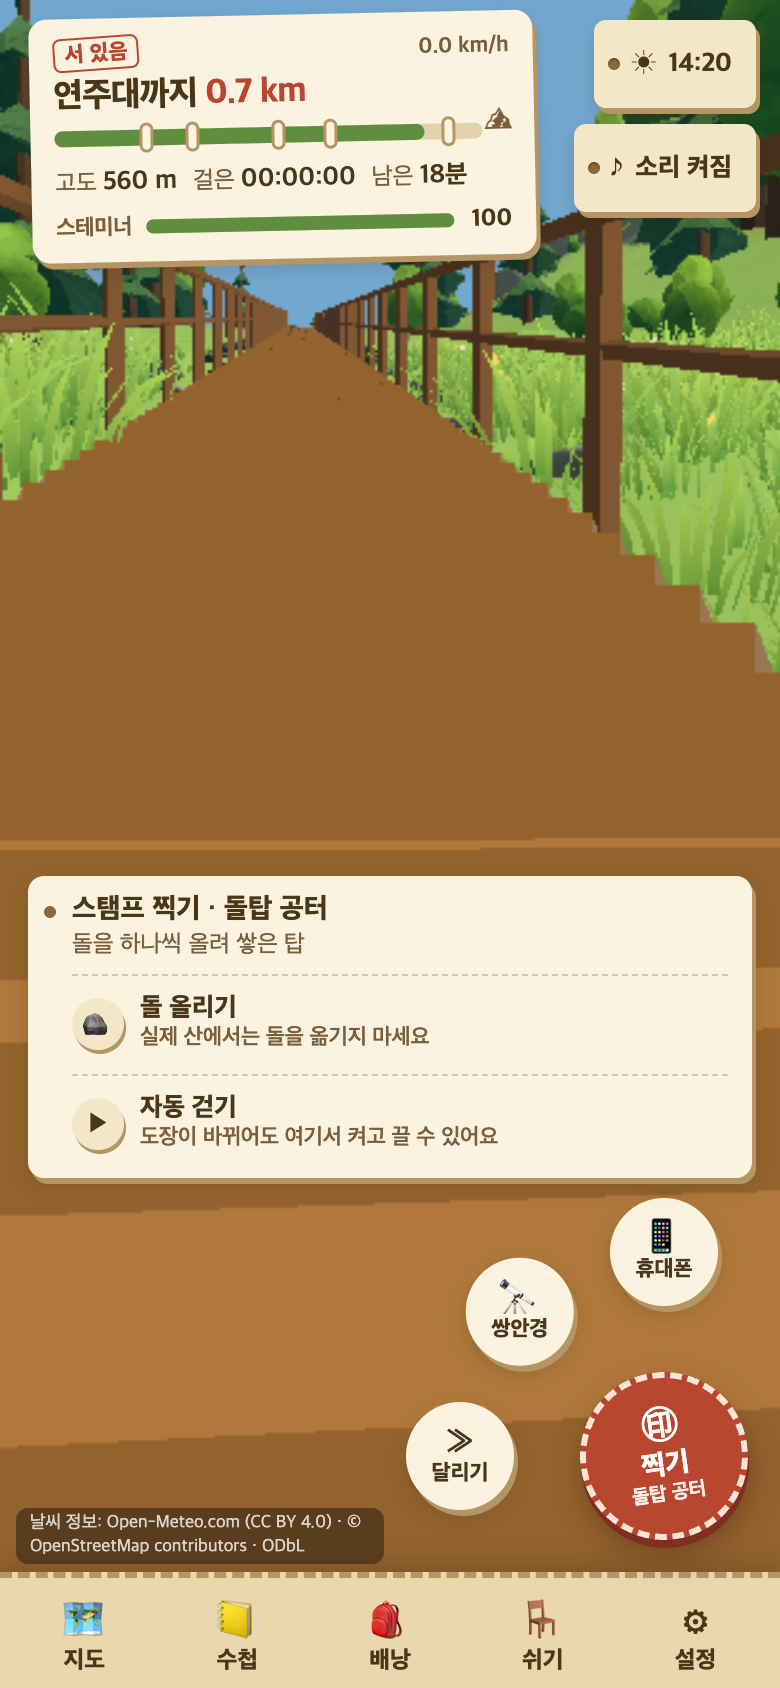 서 있음
0.0 km/h
연주대까지 0.7 km
고도 560 m 걸은 00:00:00 남은 18분
스테미너 100
14:20
♪ 소리 켜짐
스탬프 찍기 · 돌탑 공터
돌을 하나씩 올려 쌓은 탑
돌 올리기
실제 산에서는 돌을 옮기지 마세요
자동 걷기
도장이 바뀌어도 여기서 켜고 끌 수 있어요
휴대폰
쌍안경
달리기
印
찍기
돌탑 공터
날씨 정보: Open-Meteo.com (CC BY 4.0) · ©
OpenStreetMap contributors · ODbL
지도 수첩 배낭 쉬기 설정